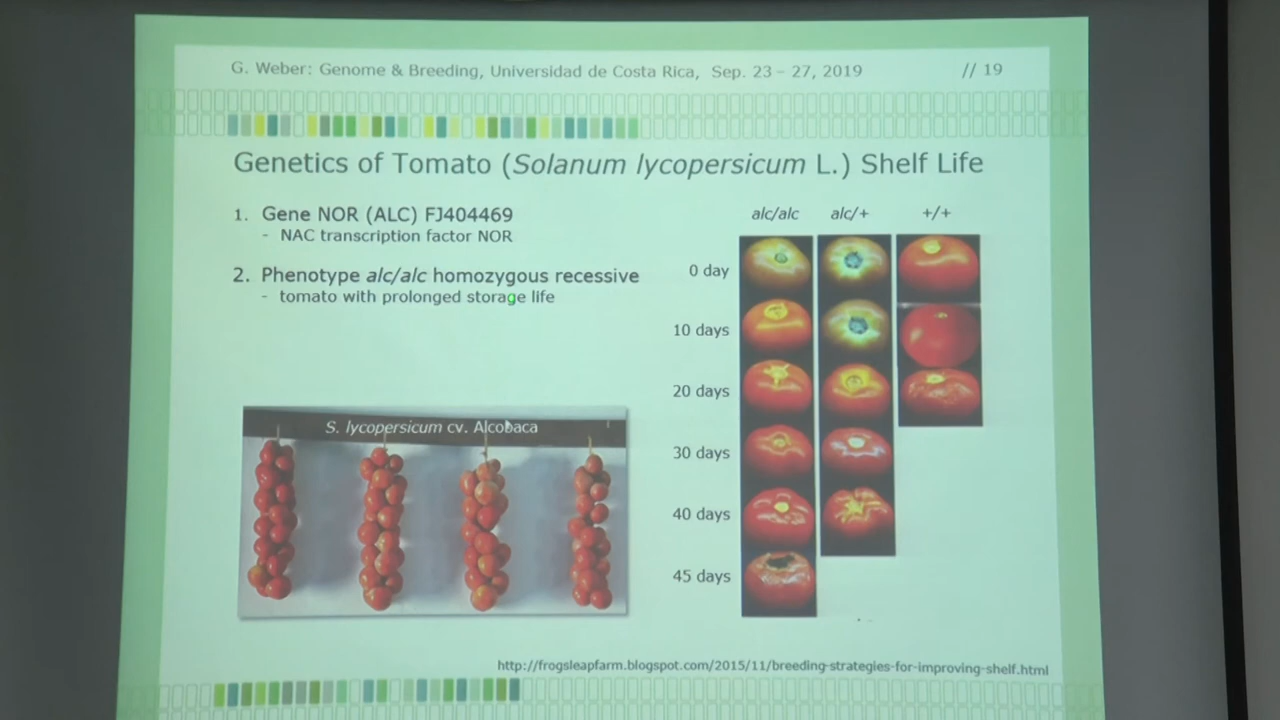 G. Weber: Genome & Breeding, Universidad de Costa Rica, Sep. 23 – 27, 2019 // 19
Genetics of Tomato (Solanum lycopersicum L.) Shelf Life
1. Gene NOR (ALC) FJ404469
- NAC transcription factor NOR
2. Phenotype alc/alc homozygous recessive
- tomato with prolonged storage life
S. lycopersicum cv. Alcobaca
alc/alc alc/+ +/+
0 day
10 days
20 days
30 days
40 days
45 days
http://frogsleapfarm.blogspot.com/2015/11/breeding-strategies-for-improving-shelf.html